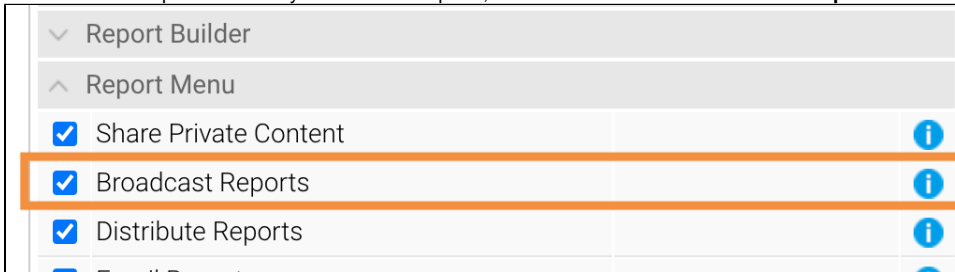 Report Builder
Report Menu
Share Private Content
Broadcast Reports
Distribute Reports